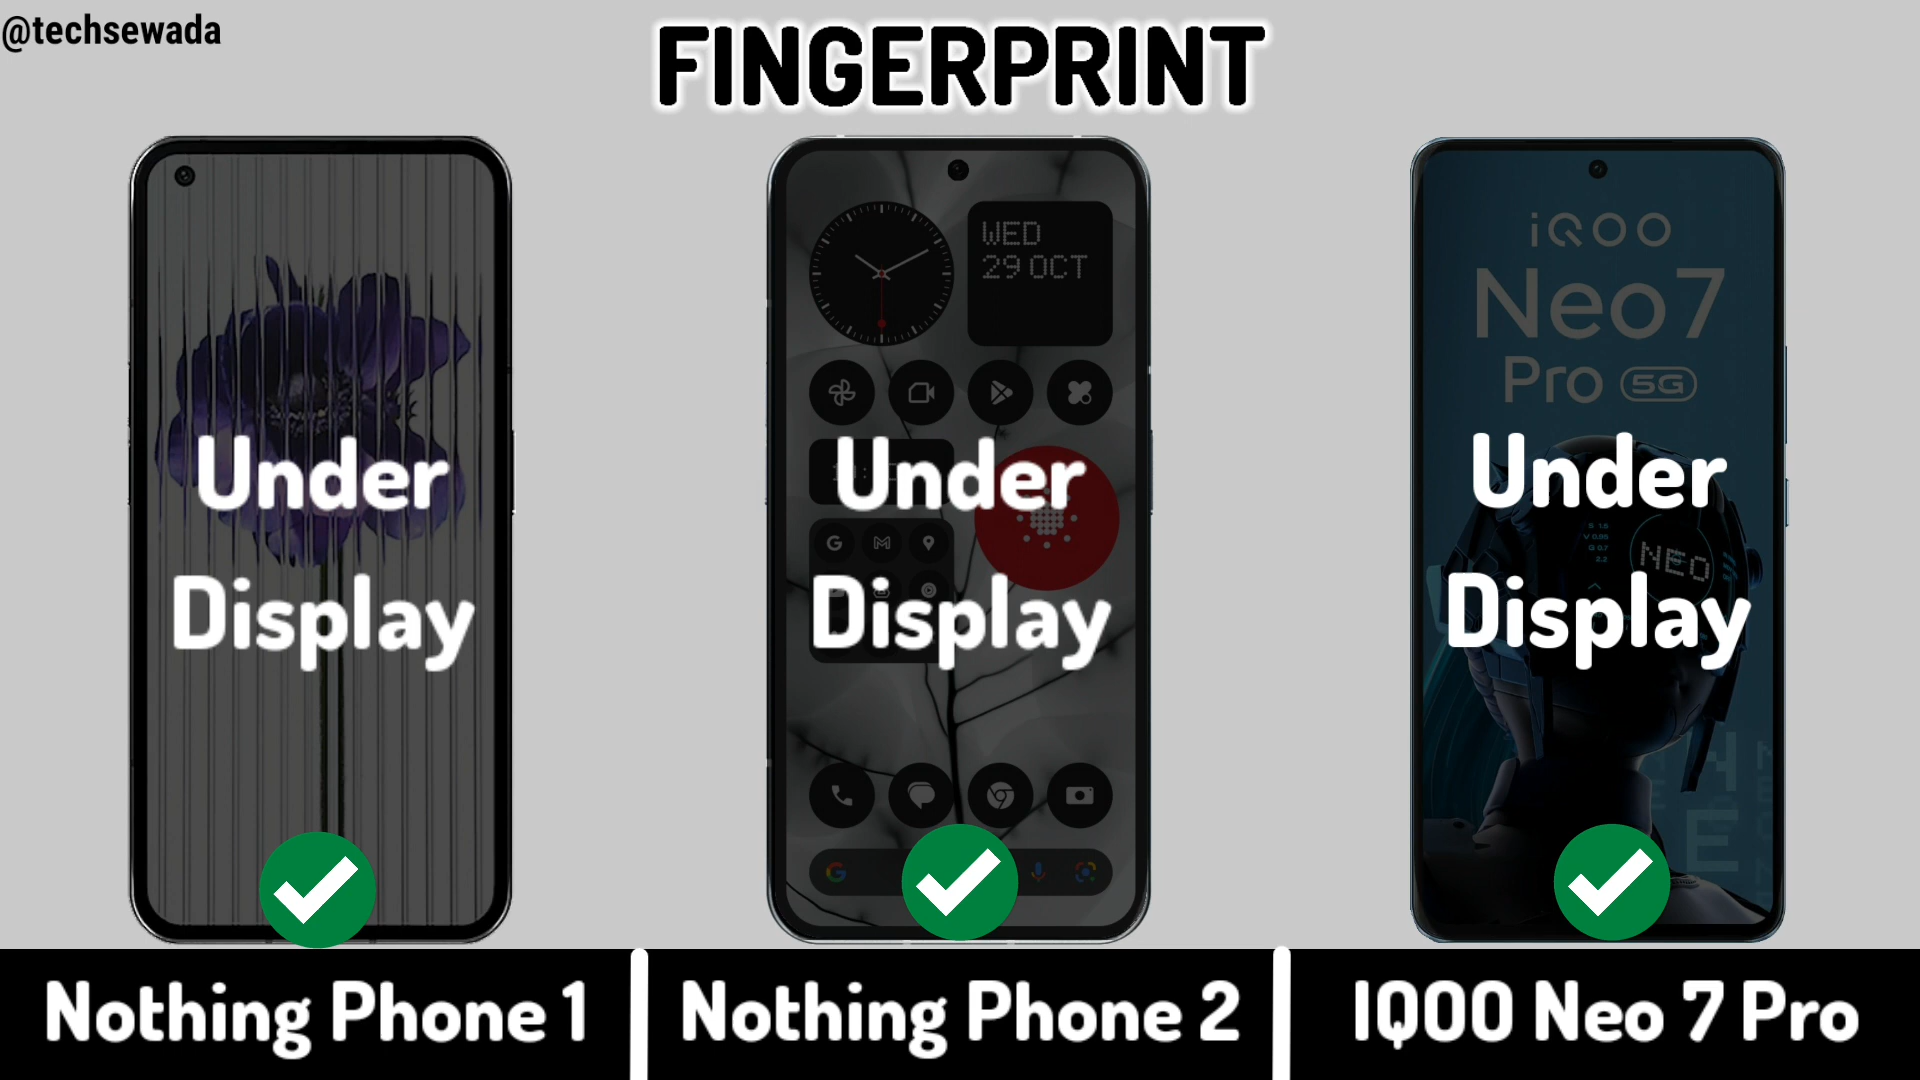 @techsewada
FINGERPRINT
WED
29 OCT
iQOO
Neo7
Pro 5G
Under
Display
Under
Display
Under
Display
NEO
Nothing Phone 1
Nothing Phone 2
IQOO Neo 7 Pro